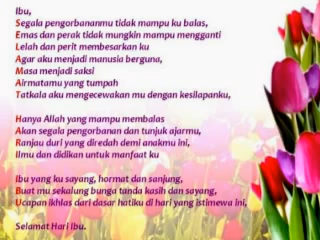 Ibu,
Segala pengorbananmu tidak mampu ku balas,
Emas dan perak tidak mungkin mampu mengganti
Lelah dan perit membesarkan ku
Agar aku menjadi manusia berguna,
Masa menjadi saksi
Airmatamu yang tumpah
Tatkala aku mengecewakan mu dengan kesilapanku,
Hanya Allah yang mampu membalas
Akan segala pengorbanan dan tunjuk ajarmu,
Ranjau duri yang diredah demi anakmu ini,
Ilmu dan didikan untuk manfaat ku
Ibu yang ku sayang, hormat dan sanjung,
Buat mu sekalung bunga tanda kasih dan sayang,
Ucapan ikhlas dari dasar hatiku di hari yang istimewa ini,
Selamat Hari Ibu.